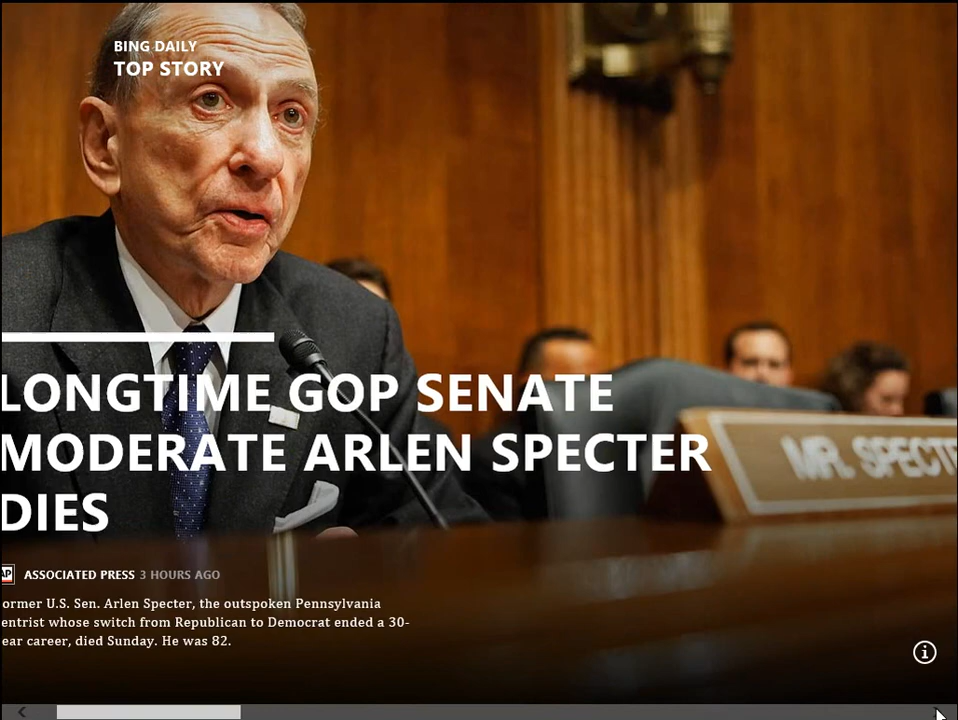 BING DAILY
TOP STORY
LONGTIME GOP SENATE
MODERATE ARLEN SPECTER
DIES
MR. SPECTE
AP
ASSOCIATED PRESS 3 HOURS AGO
ormer U.S. Sen. Arlen Specter, the outspoken Pennsylvania
entrist whose switch from Republican to Democrat ended a 30-
ear career, died Sunday. He was 82.